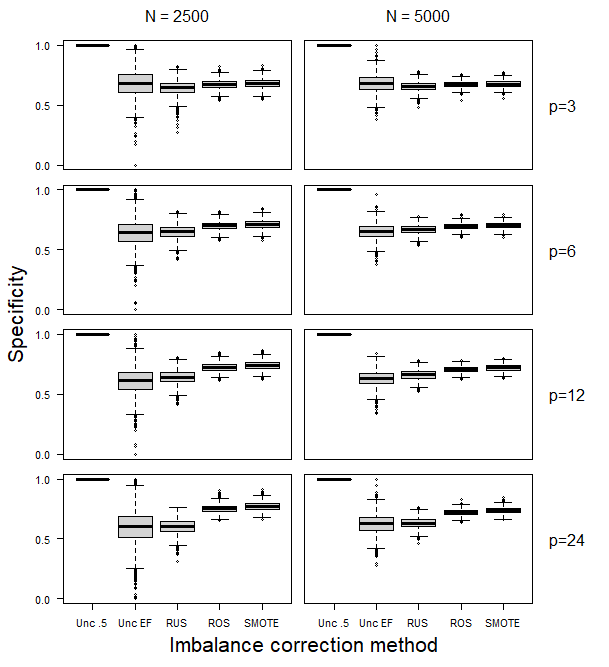 N = 2500 N = 5000
1.0
0.5
0.0
p=3
1.0
0.5
0.0
p=6
1.0
0.5
0.0
p=12
1.0
0.5
0.0
p=24
Specificity
Unc .5 Unc EF RUS ROS SMOTE Unc .5 Unc EF RUS ROS SMOTE
Imbalance correction method